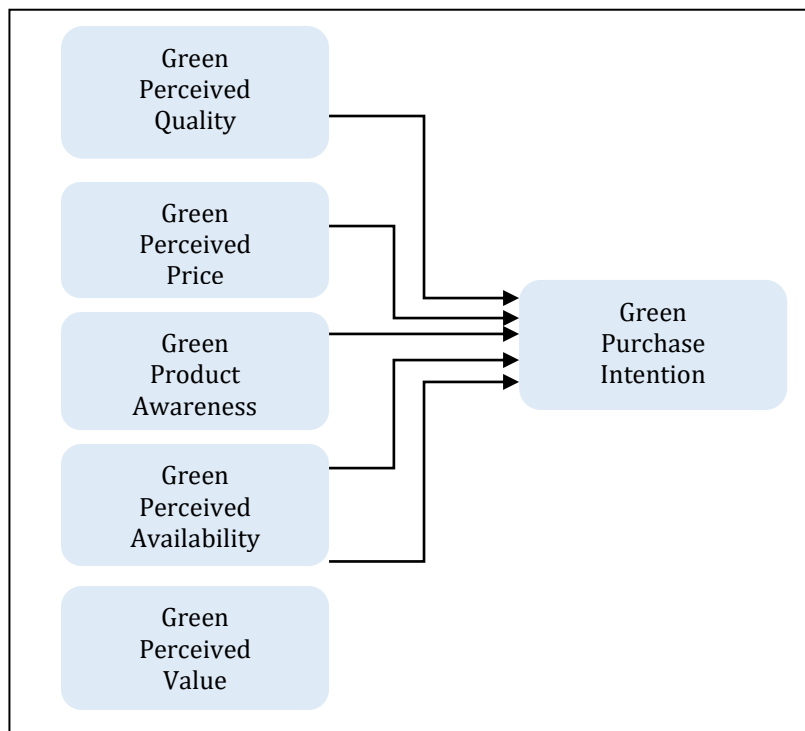 Green
Perceived
Quality
Green
Perceived
Price
Green
Product
Awareness
Green
Perceived
Availability
Green
Perceived
Value
Green
Purchase
Intention